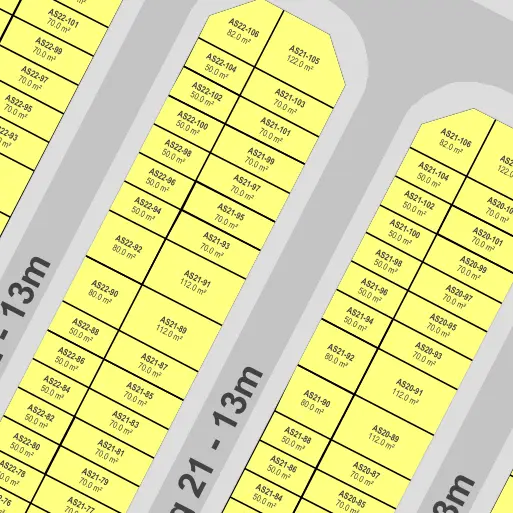 AS22-101
70.0 m²
AS22-99
70.0 m²
AS22-97
70.0 m²
AS22-95
70.0 m²
AS22-106
82.0 m²
AS22-104
50.0 m²
AS22-102
50.0 m²
AS22-100
50.0 m²
AS22-98
50.0 m²
AS22-96
50.0 m²
AS22-94
50.0 m²
AS22-92
80.0 m²
AS22-90
80.0 m²
AS22-88
50.0 m²
AS22-86
50.0 m²
AS22-84
50.0 m²
AS22-82
50.0 m²
AS22-80
50.0 m²
AS22-78
AS21-105
122.0 m²
AS21-103
70.0 m²
AS21-101
70.0 m²
AS21-99
70.0 m²
AS21-97
70.0 m²
AS21-95
70.0 m²
AS21-93
70.0 m²
AS21-91
112.0 m²
AS21-89
112.0 m²
AS21-87
70.0 m²
AS21-85
70.0 m²
AS21-83
70.0 m²
AS21-81
70.0 m²
AS21-79
70.0 m²
AS21-77
AS21-106
82.0 m²
AS21-104
50.0 m²
AS21-102
50.0 m²
AS21-100
50.0 m²
AS21-98
50.0 m²
AS21-96
50.0 m²
AS21-94
50.0 m²
AS21-92
80.0 m²
AS21-90
80.0 m²
AS21-88
50.0 m²
AS21-86
50.0 m²
AS21-84
50.0 m²
AS20-101
70.0 m²
AS20-99
70.0 m²
AS20-97
70.0 m²
AS20-95
70.0 m²
AS20-93
70.0 m²
AS20-91
112.0 m²
AS20-89
112.0 m²
AS20-87
70.0 m²
AS20-85
70.0 m²
- 13m
g 21 - 13m
3m